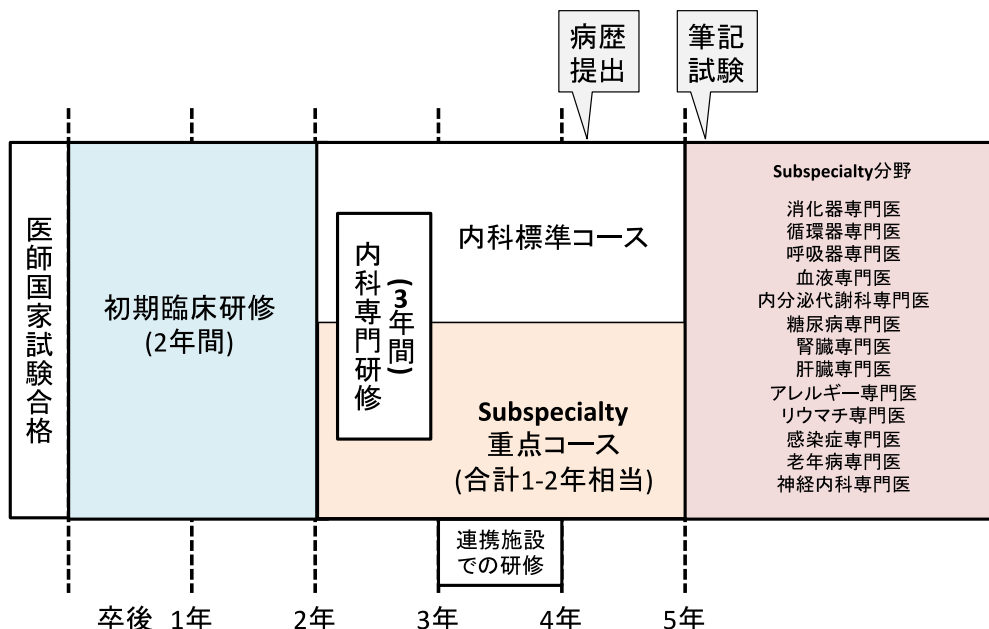 病歴
提出
筆記
試験
医師国家試験合格
初期臨床研修
(2年間)
内科専門研修
(3年間)
内科標準コース
Subspecialty
重点コース
(合計1-2年相当)
連携施設
での研修
Subspecialty分野
消化器専門医
循環器専門医
呼吸器専門医
血液専門医
内分泌代謝科専門医
糖尿病専門医
腎臓専門医
肝臓専門医
アレルギー専門医
リウマチ専門医
感染症専門医
老年病専門医
神経内科専門医
卒後 1年 2年 3年 4年 5年